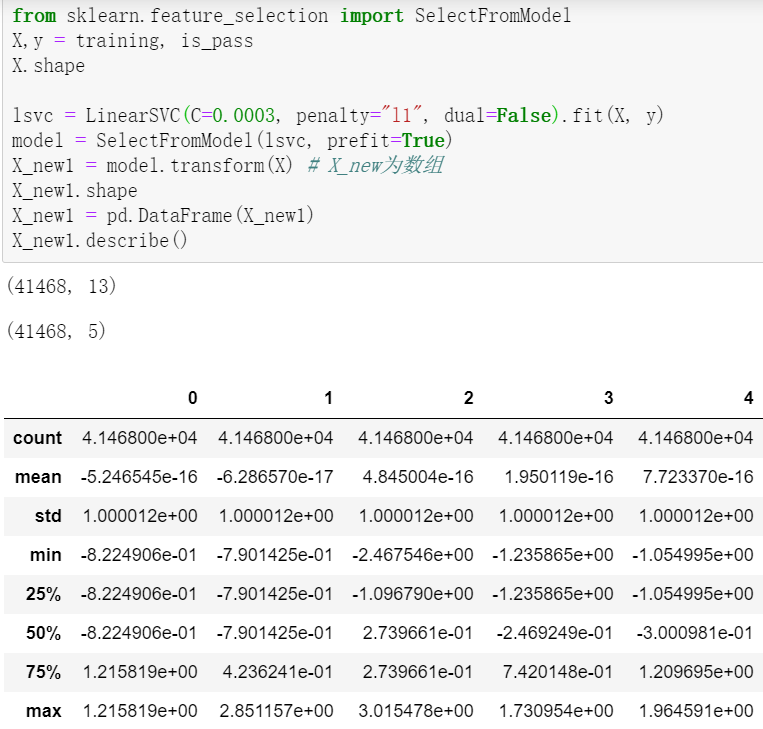 from sklearn.feature_selection import SelectFromModel
X,y = training, is_pass
X.shape
lsvc = LinearSVC(C=0.0003, penalty="l1", dual=False).fit(X, y)
model = SelectFromModel(lsvc, prefit=True)
X_new1 = model.transform(X) # X_new为数组
X_new1.shape
X_new1 = pd.DataFrame(X_new1)
X_new1.describe()
(41468, 13)
(41468, 5)
0 1 2 3 4
count 4.146800e+04 4.146800e+04 4.146800e+04 4.146800e+04 4.146800e+04
mean -5.246545e-16 -6.286570e-17 4.845004e-16 1.950119e-16 7.723370e-16
std 1.000012e+00 1.000012e+00 1.000012e+00 1.000012e+00 1.000012e+00
min -8.224906e-01 -7.901425e-01 -2.467546e+00 -1.235865e+00 -1.054995e+00
25% -8.224906e-01 -7.901425e-01 -1.096790e+00 -1.235865e+00 -1.054995e+00
50% -8.224906e-01 -7.901425e-01 2.739661e-01 -2.469249e-01 -3.000981e-01
75% 1.215819e+00 4.236241e-01 2.739661e-01 7.420148e-01 1.209695e+00
max 1.215819e+00 2.851157e+00 3.015478e+00 1.730954e+00 1.964591e+00